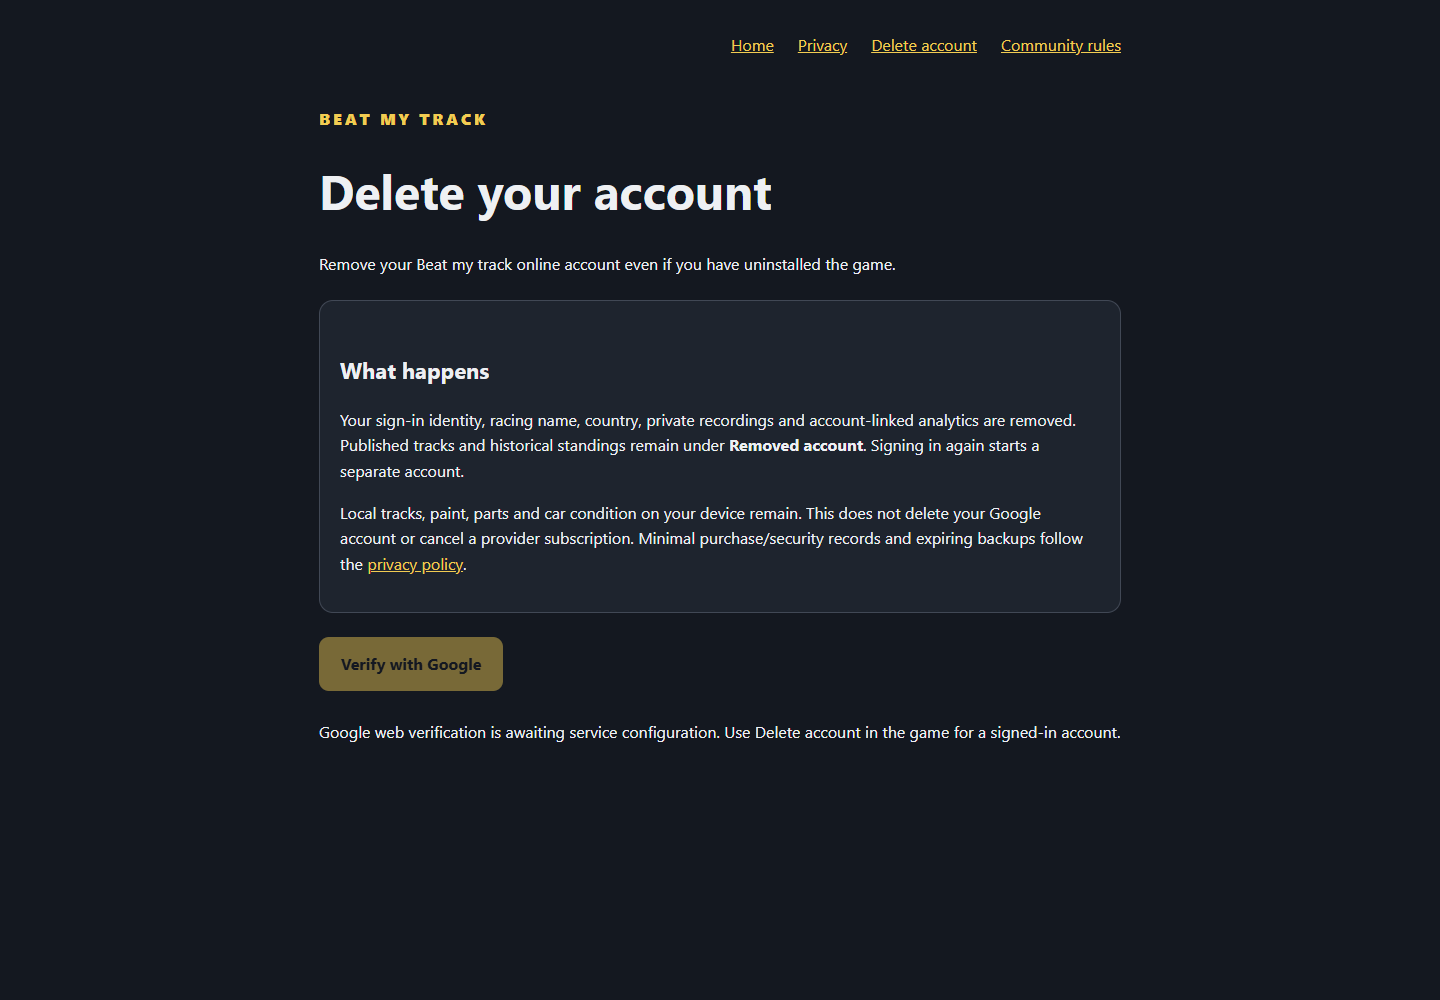 Home Privacy Delete account Community rules
BEAT MY TRACK
Delete your account
Remove your Beat my track online account even if you have uninstalled the game.
What happens
Your sign-in identity, racing name, country, private recordings and account-linked analytics are removed.
Published tracks and historical standings remain under Removed account. Signing in again starts a
separate account.
Local tracks, paint, parts and car condition on your device remain. This does not delete your Google
account or cancel a provider subscription. Minimal purchase/security records and expiring backups follow
the privacy policy.
Verify with Google
Google web verification is awaiting service configuration. Use Delete account in the game for a signed-in account.